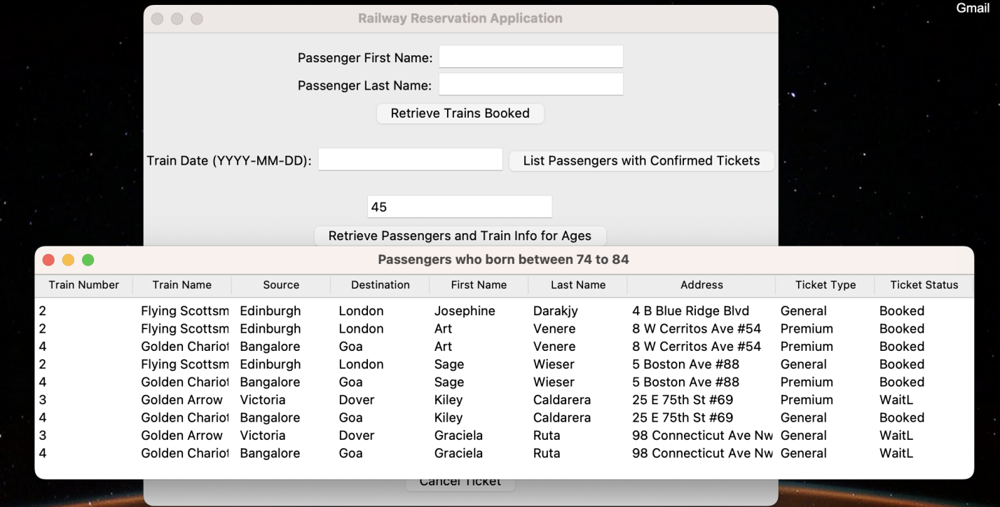 Gmail
Railway Reservation Application
Passenger First Name:
Passenger Last Name:
Retrieve Trains Booked
Train Date (YYYY-MM-DD): List Passengers with Confirmed Tickets
45
Retrieve Passengers and Train Info for Ages
Passengers who born between 74 to 84
Train Number Train Name Source Destination First Name Last Name Address Ticket Type Ticket Status
2 Flying Scottsm Edinburgh London Josephine Darakjy 4 B Blue Ridge Blvd General Booked
2 Flying Scottsm Edinburgh London Art Venere 8 W Cerritos Ave #54 Premium Booked
4 Golden Chariot Bangalore Goa Art Venere 8 W Cerritos Ave #54 Premium Booked
2 Flying Scottsm Edinburgh London Sage Wieser 5 Boston Ave #88 General Booked
4 Golden Chariot Bangalore Goa Sage Wieser 5 Boston Ave #88 Premium Booked
3 Golden Arrow Victoria Dover Kiley Caldarera 25 E 75th St #69 Premium WaitL
4 Golden Chariot Bangalore Goa Kiley Caldarera 25 E 75th St #69 General Booked
3 Golden Arrow Victoria Dover Graciela Ruta 98 Connecticut Ave Nw General WaitL
4 Golden Chariot Bangalore Goa Graciela Ruta 98 Connecticut Ave Nw General WaitL
Cancel Ticket